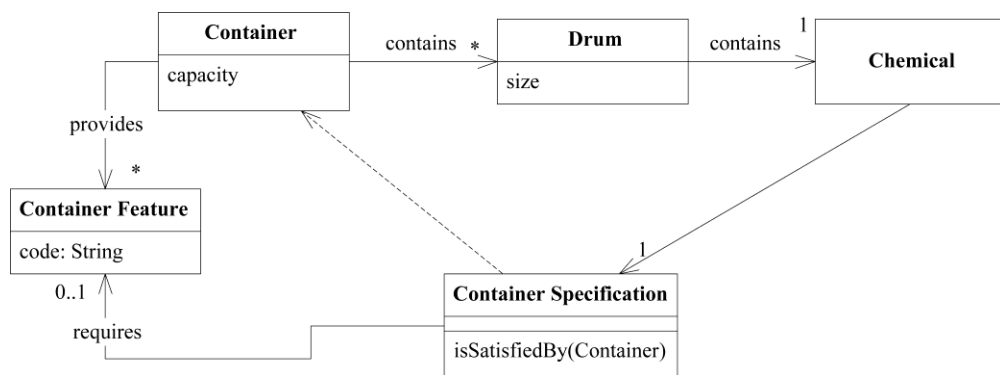 Container
capacity
contains
*
Drum
size
contains
1
Chemical
provides
*
Container Feature
code: String
0..1
requires
1
Container Specification
isSatisfiedBy(Container)